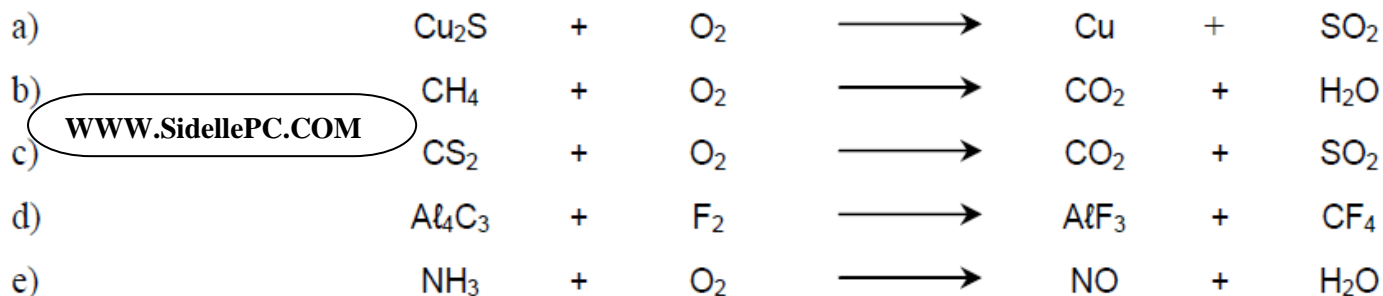 a) Cu₂S + O₂ ⟶ Cu + SO₂
b) CH₄ + O₂ ⟶ CO₂ + H₂O
WWW.SidellePC.COM
c) CS₂ + O₂ ⟶ CO₂ + SO₂
d) Aℓ₄C₃ + F₂ ⟶ AℓF₃ + CF₄
e) NH₃ + O₂ ⟶ NO + H₂O